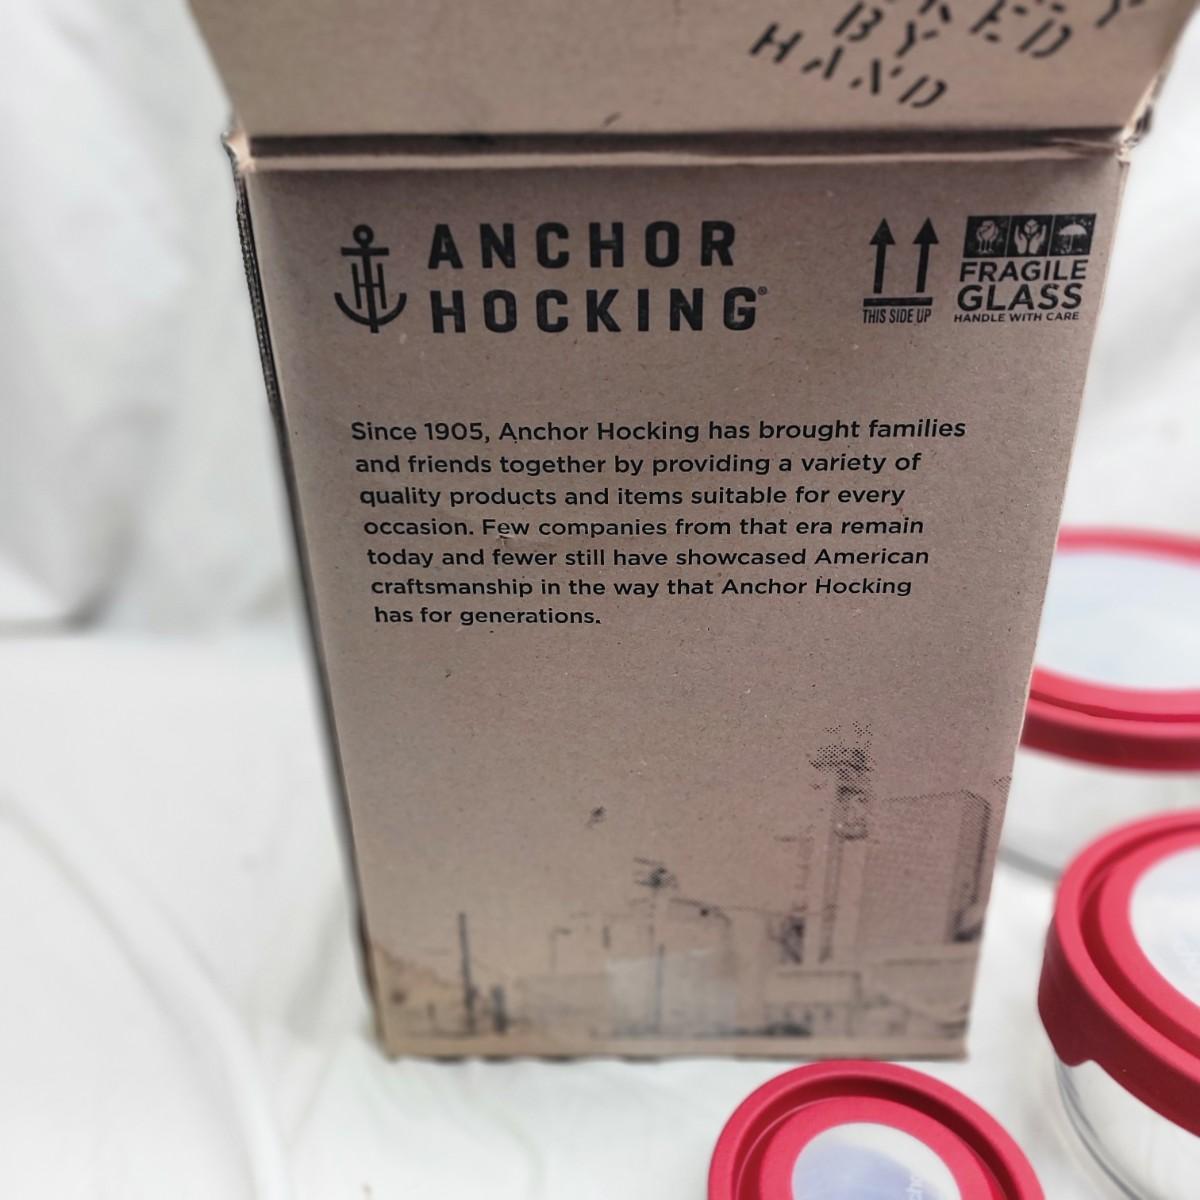 BY
HAND
ANCHOR
HOCKING®
THIS SIDE UP
FRAGILE
GLASS
HANDLE WITH CARE
Since 1905, Anchor Hocking has brought families
and friends together by providing a variety of
quality products and items suitable for every
occasion. Few companies from that era remain
today and fewer still have showcased American
craftsmanship in the way that Anchor Hocking
has for generations.